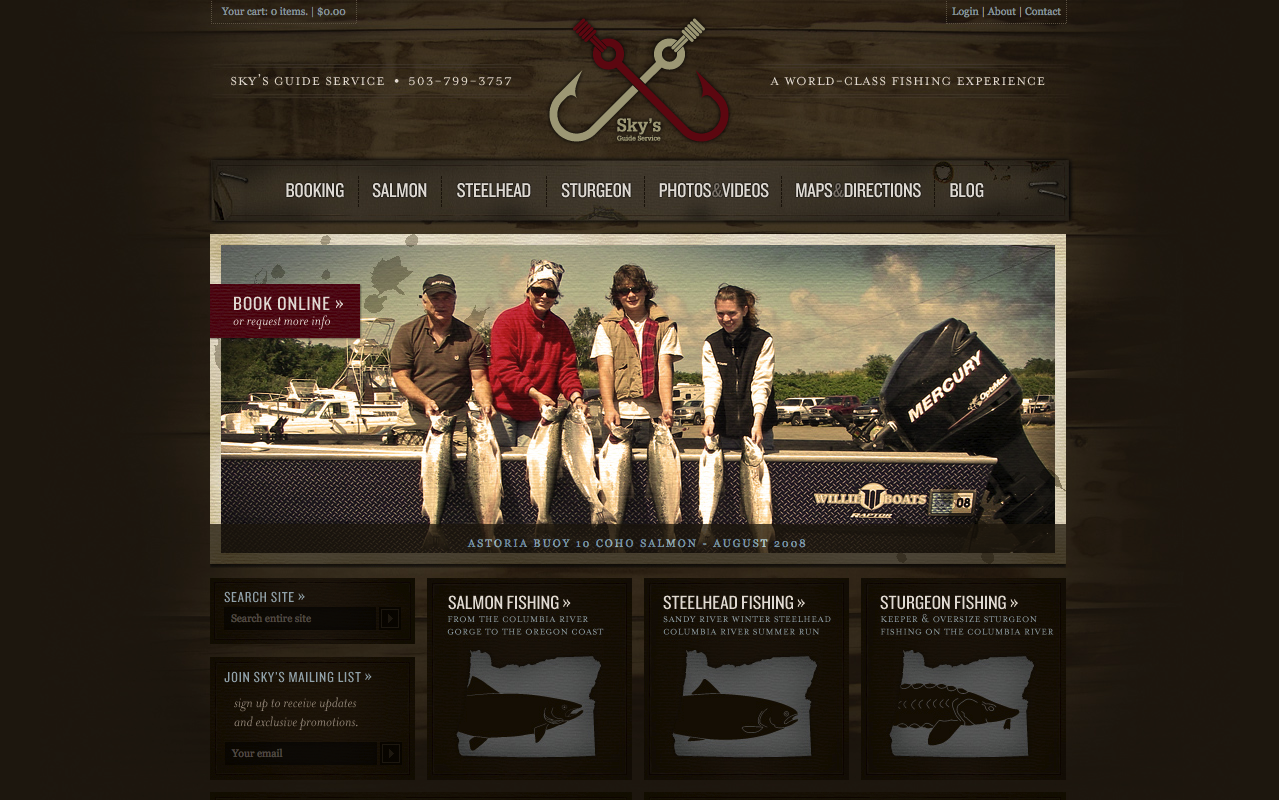 Your cart: 0 items. | $0.00
Login | About | Contact
SKY'S GUIDE SERVICE • 503-799-3757
A WORLD-CLASS FISHING EXPERIENCE
Sky's
Guide Service
BOOKING
SALMON
STEELHEAD
STURGEON
PHOTOS&VIDEOS
MAPS&DIRECTIONS
BLOG
BOOK ONLINE »
or request more info
MERCURY
OptiMax
WILLIE BOATS
RAPTOR
08
ASTORIA BUOY 10 COHO SALMON - AUGUST 2008
SEARCH SITE »
Search entire site
JOIN SKY'S MAILING LIST »
sign up to receive updates
and exclusive promotions.
Your email
SALMON FISHING »
FROM THE COLUMBIA RIVER
GORGE TO THE OREGON COAST
STEELHEAD FISHING »
SANDY RIVER WINTER STEELHEAD
COLUMBIA RIVER SUMMER RUN
STURGEON FISHING »
KEEPER & OVERSIZE STURGEON
FISHING ON THE COLUMBIA RIVER